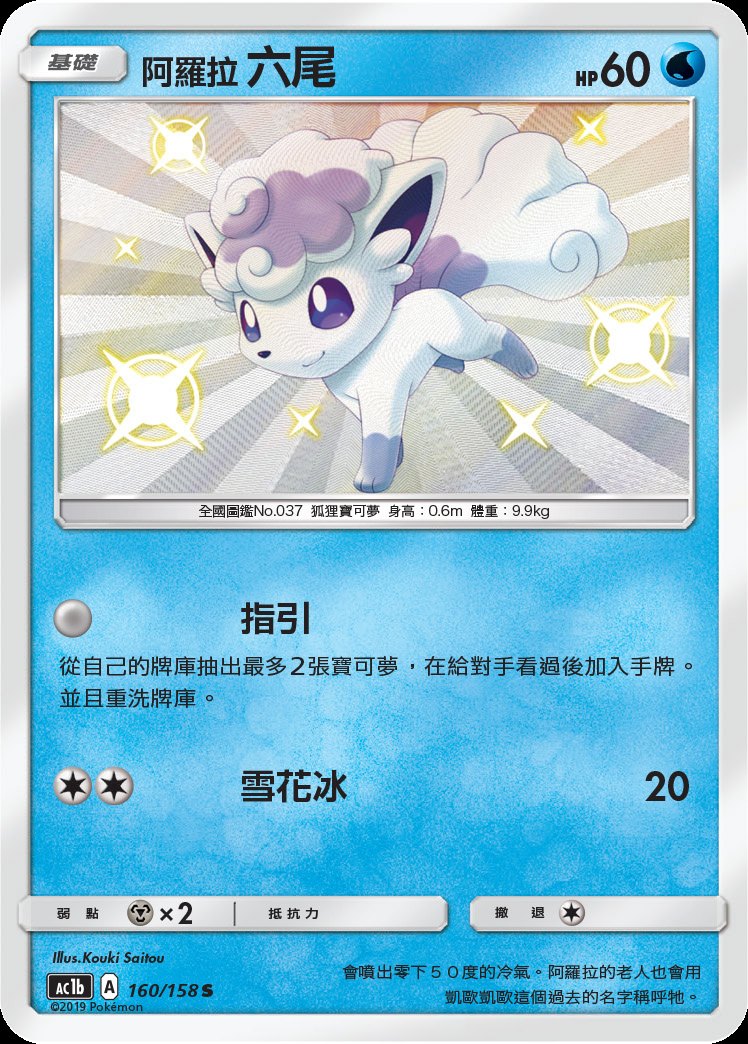 基礎
阿羅拉 六尾
HP60
全國圖鑑No.037 狐狸寶可夢 身高：0.6m 體重：9.9kg
指引
從自己的牌庫抽出最多2張寶可夢，在給對手看過後加入手牌。
並且重洗牌庫。
雪花冰 20
弱點 ×2 抵抗力 撤退
Illus.Kouki Saitou
AC1b A 160/158 S
©2019 Pokémon
會噴出零下５０度的冷氣。阿羅拉的老人也會用
凱歐凱歐這個過去的名字稱呼牠。